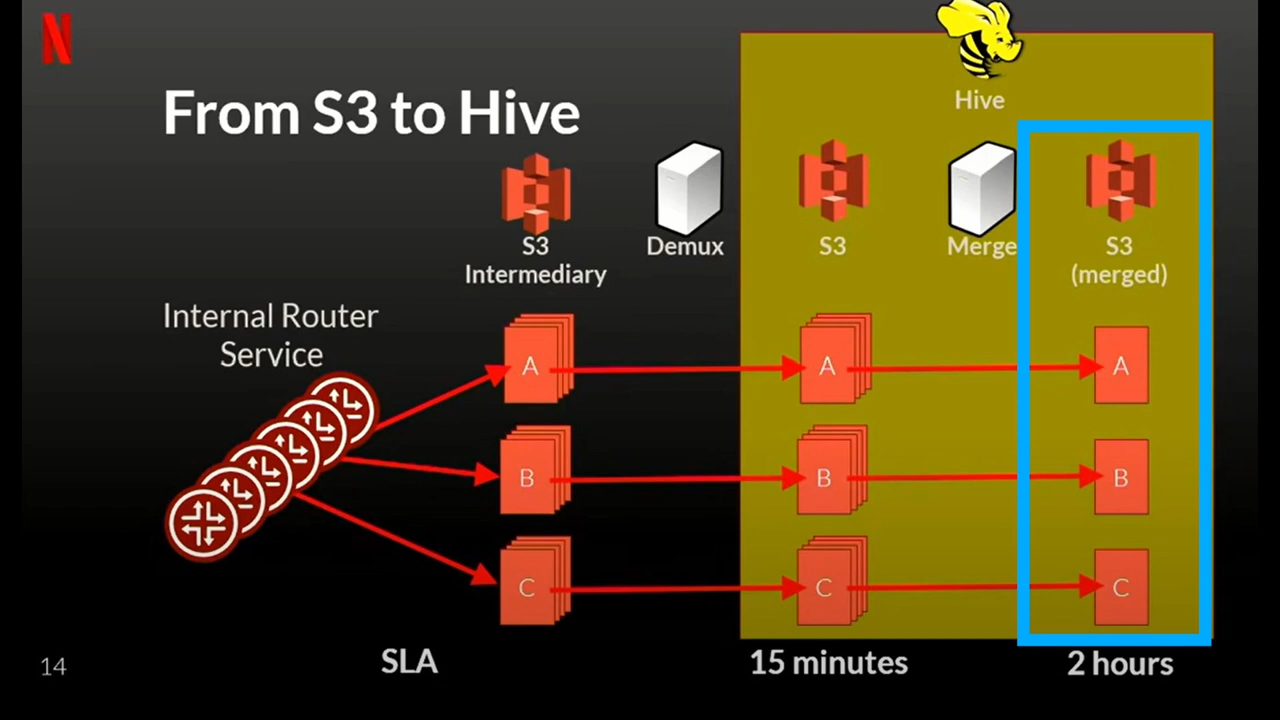 N
From S3 to Hive
Hive
S3
Intermediary
Demux
S3
Merge
S3
(merged)
Internal Router
Service
A
A
A
B
B
B
C
C
C
14
SLA
15 minutes
2 hours